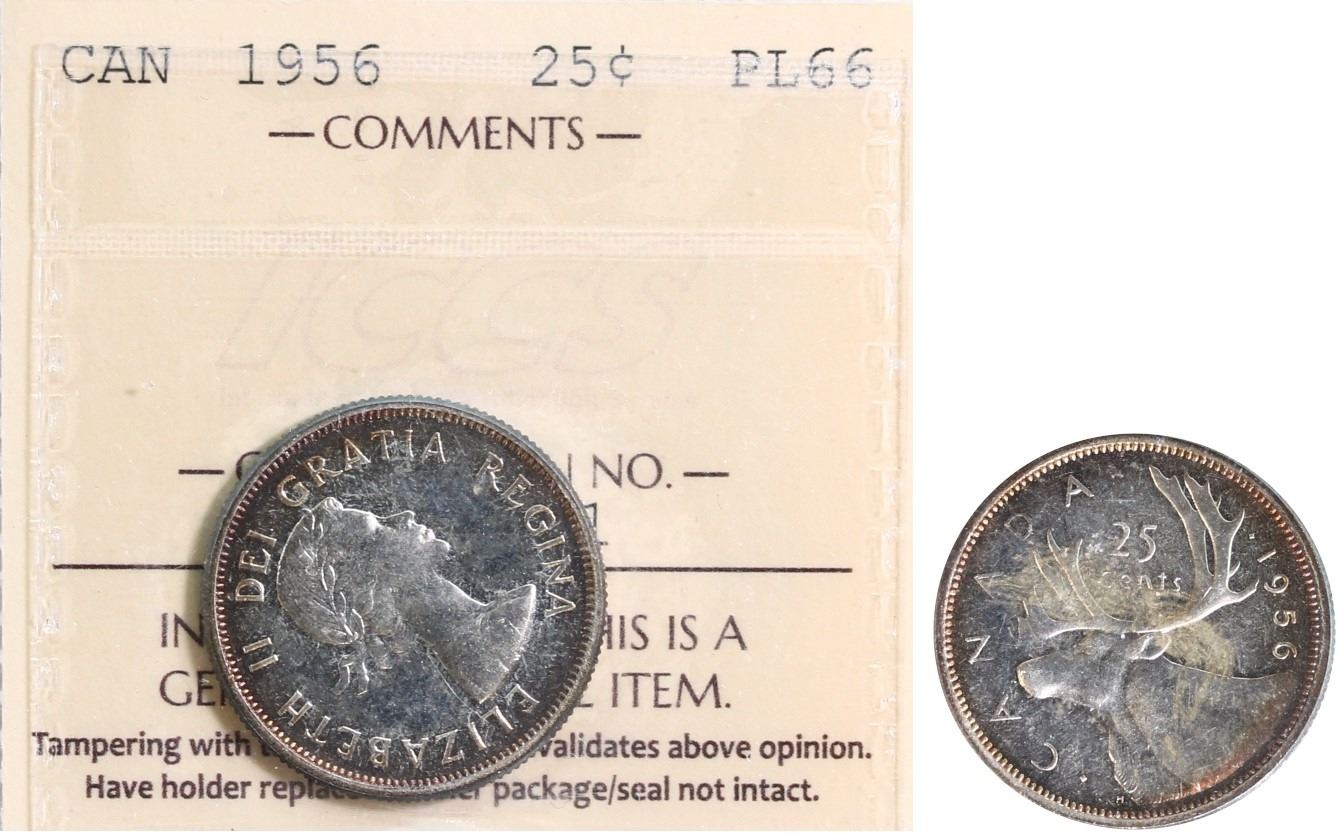 CAN 1956 25¢ PL66
— COMMENTS —
ICCS
NO. —
1
IN HIS IS A
GE ITEM.
Tampering with validates above opinion.
Have holder package/seal not intact.
ELIZABETH II DEI GRATIA REGINA
CANADA 1956
25
cents
H